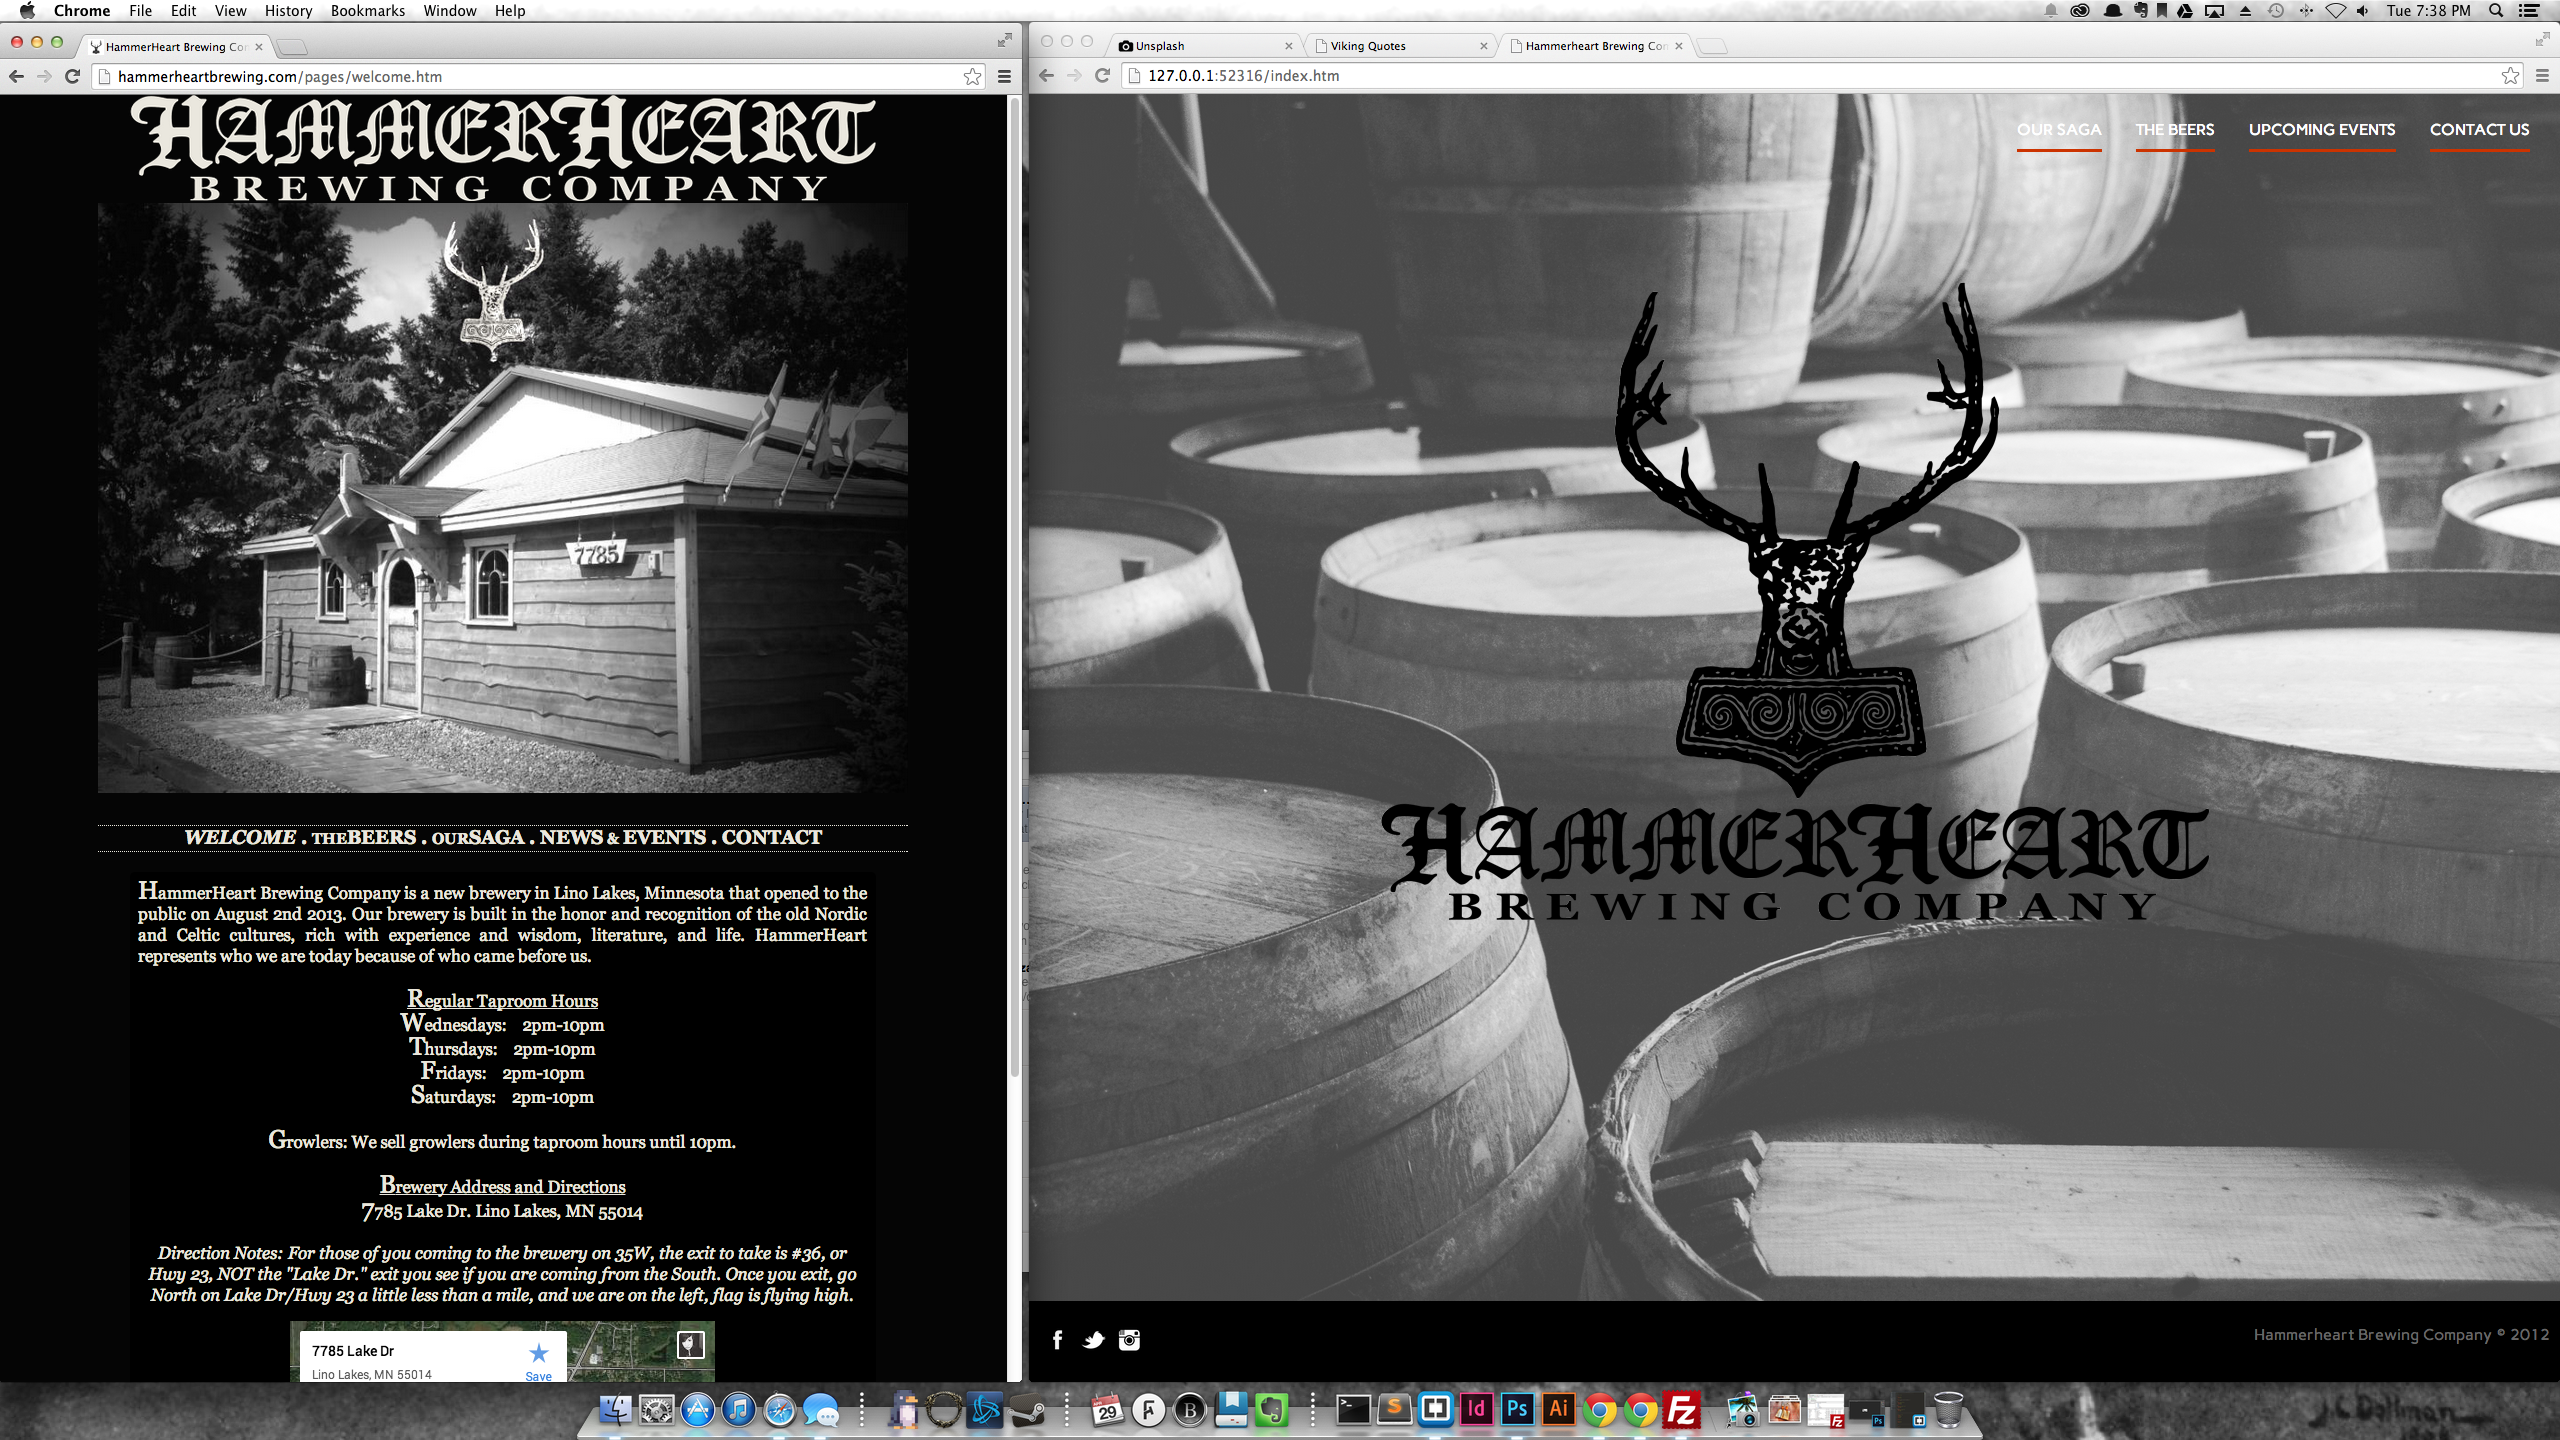 Chrome File Edit View History Bookmarks Window Help
Tue 7:38 PM
HammerHeart Brewing Co
hammerheartbrewing.com/pages/welcome.htm
HAMMERHEART
BREWING COMPANY
7785
WELCOME . THEBEERS . OURSAGA . NEWS & EVENTS . CONTACT
HammerHeart Brewing Company is a new brewery in Lino Lakes, Minnesota that opened to the
public on August 2nd 2013. Our brewery is built in the honor and recognition of the old Nordic
and Celtic cultures, rich with experience and wisdom, literature, and life. HammerHeart
represents who we are today because of who came before us.
Regular Taproom Hours
Wednesdays: 2pm-10pm
Thursdays: 2pm-10pm
Fridays: 2pm-10pm
Saturdays: 2pm-10pm
Growlers: We sell growlers during taproom hours until 10pm.
Brewery Address and Directions
7785 Lake Dr. Lino Lakes, MN 55014
Direction Notes: For those of you coming to the brewery on 35W, the exit to take is #36, or
Hwy 23, NOT the "Lake Dr." exit you see if you are coming from the South. Once you exit, go
North on Lake Dr/Hwy 23 a little less than a mile, and we are on the left, flag is flying high.
7785 Lake Dr
Lino Lakes, MN 55014
Save
Unsplash
Viking Quotes
Hammerheart Brewing Co
127.0.0.1:52316/index.htm
OUR SAGA THE BEERS UPCOMING EVENTS CONTACT US
HAMMERHEART
BREWING COMPANY
Hammerheart Brewing Company © 2012
29
B
S
Id
Ps
Ai
Fz